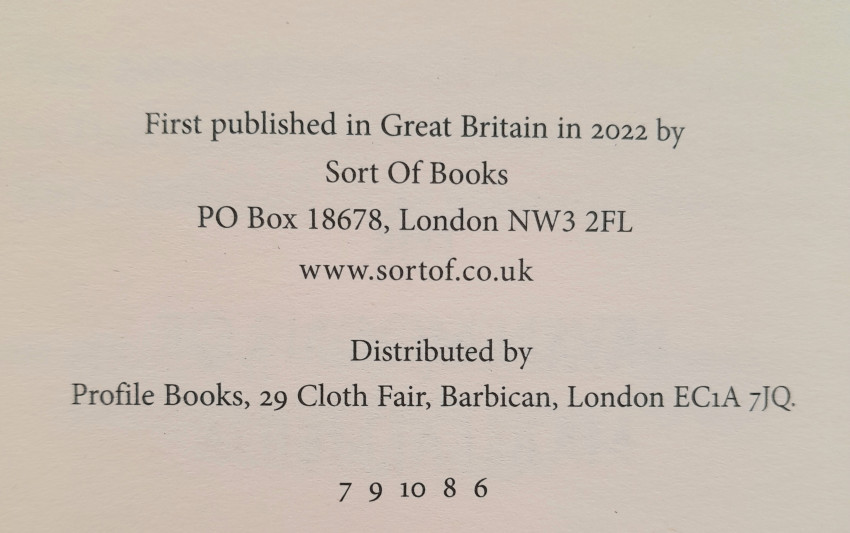 First published in Great Britain in 2022 by
Sort Of Books
PO Box 18678, London NW3 2FL
www.sortof.co.uk
Distributed by
Profile Books, 29 Cloth Fair, Barbican, London EC1A 7JQ.
7 9 10 8 6